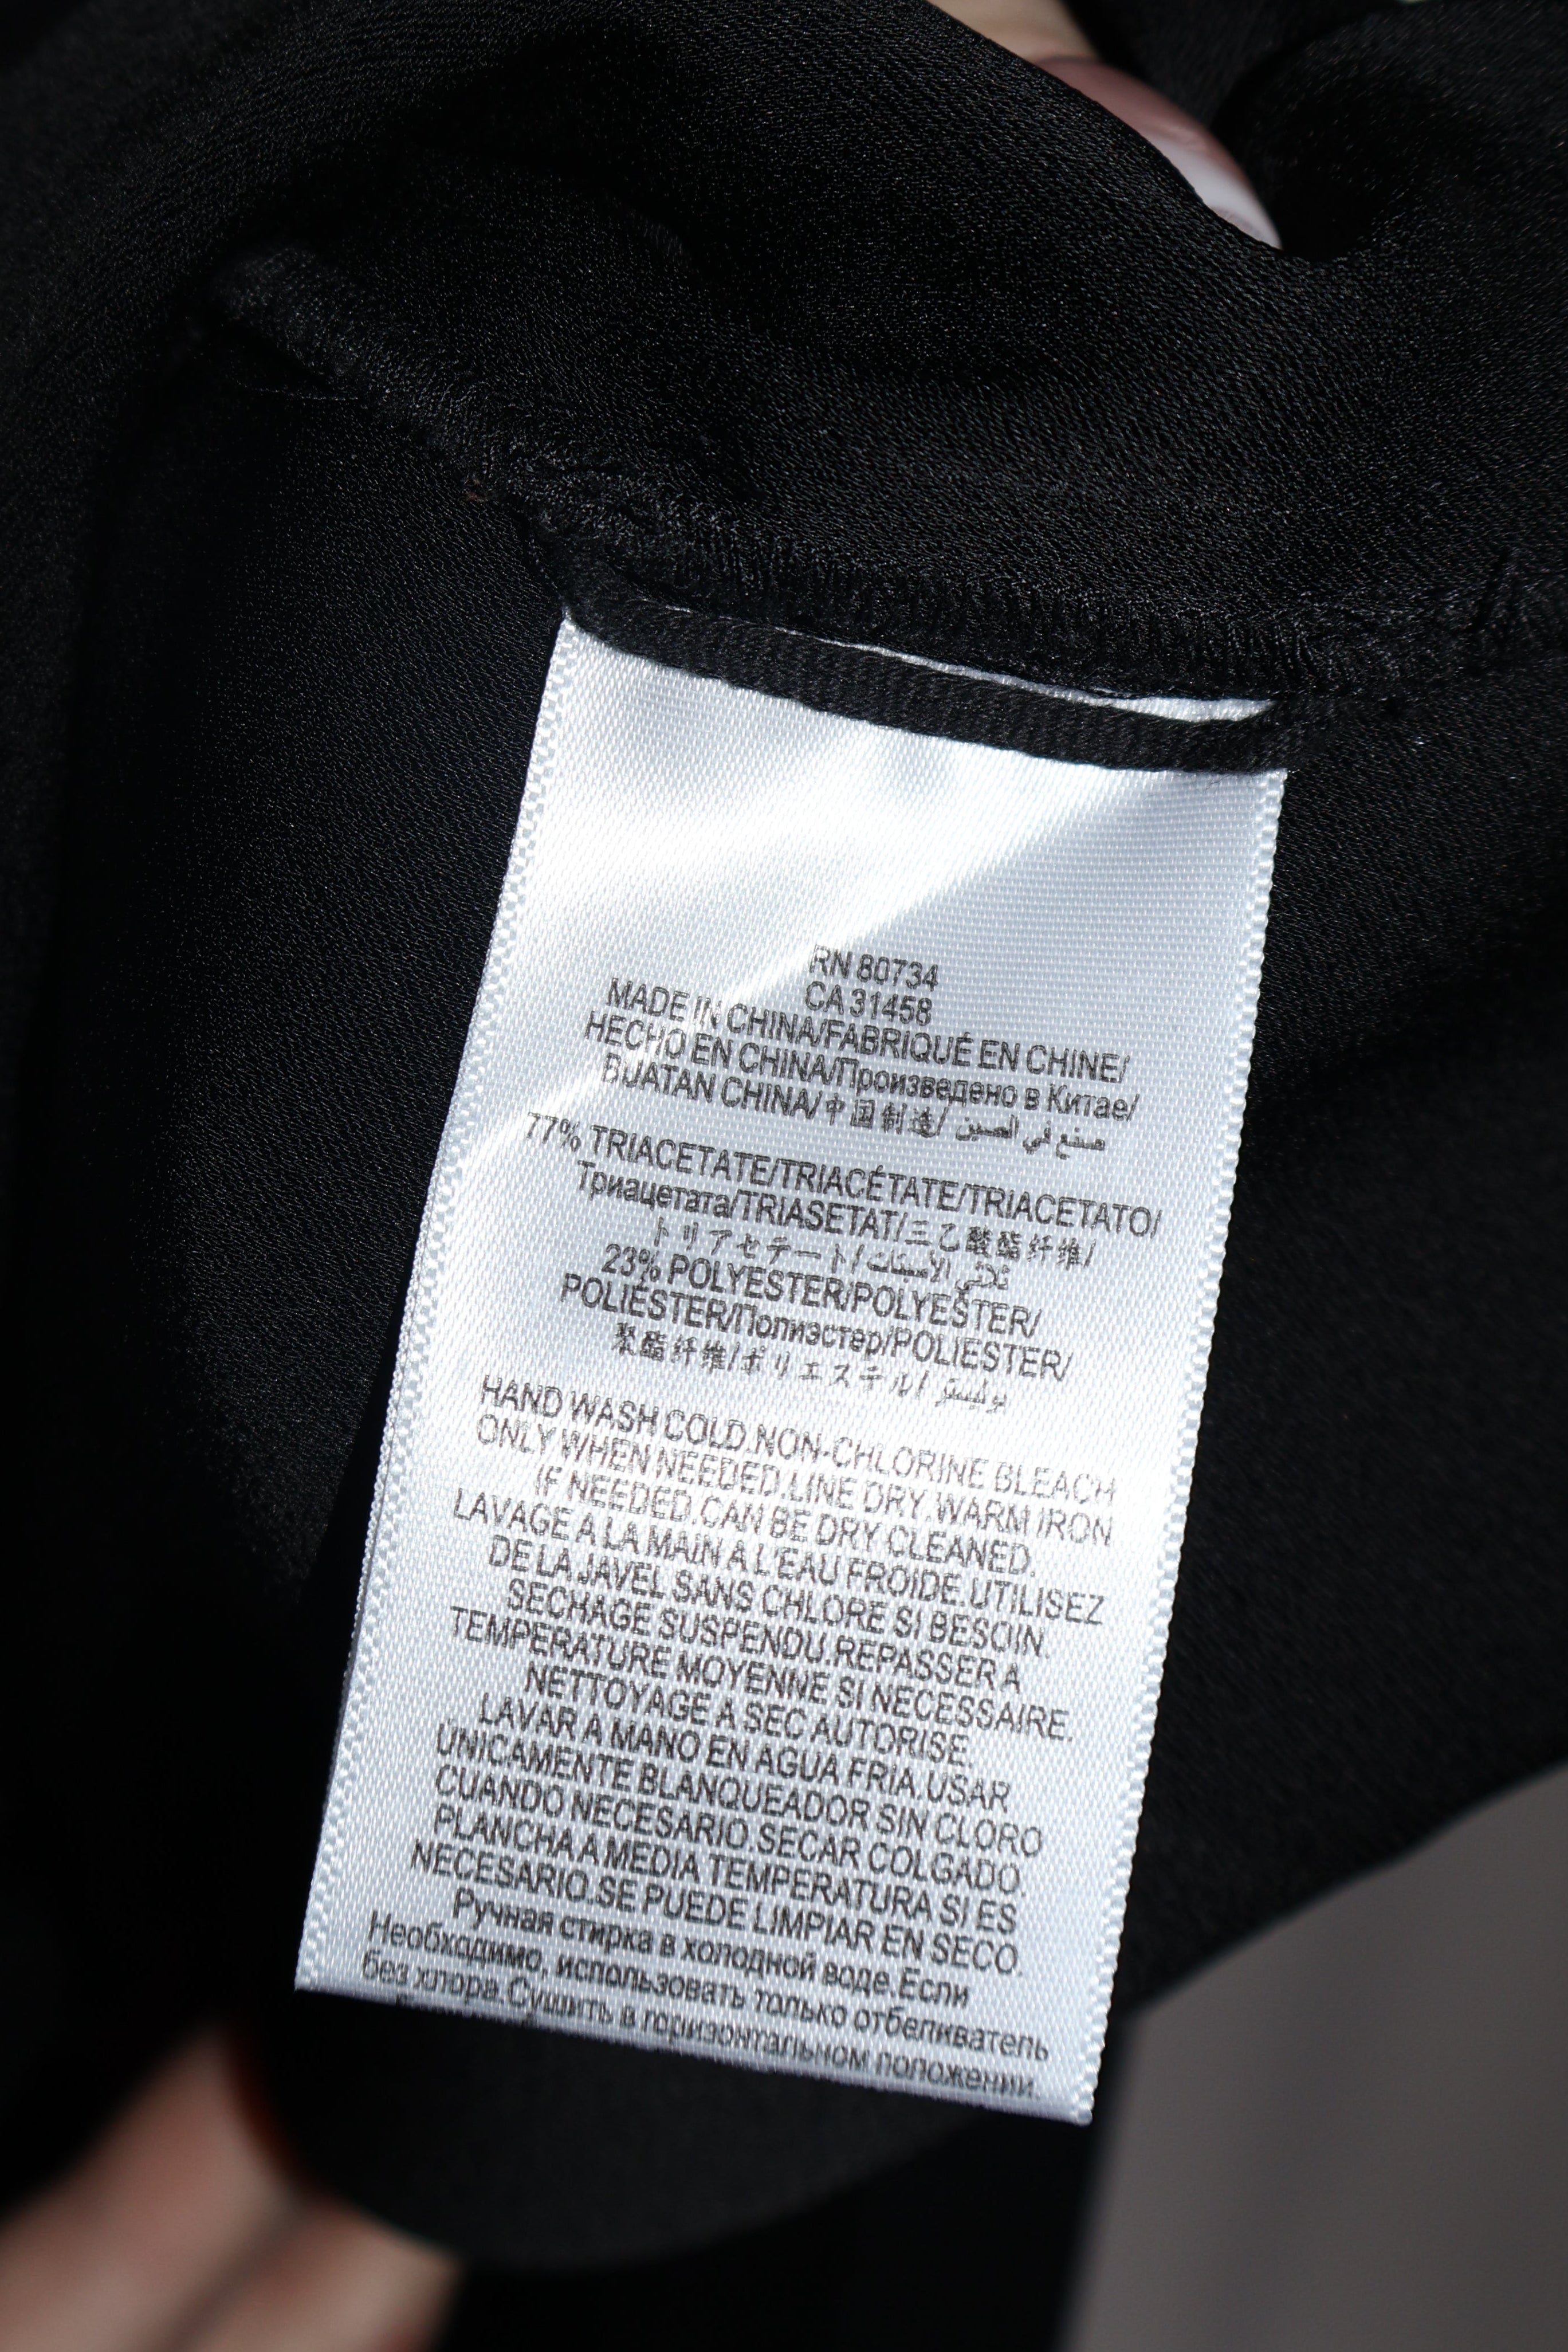 RN 80734
CA 31458
MADE IN CHINA/FABRIQUÉ EN CHINE/
HECHO EN CHINA/Произведено в Китае/
BUATAN CHINA/中国制造/صنع في الصين
77% TRIACETATE/TRIACÉTATE/TRIACETATO/
Триацетата/TRIASETAT/三乙酸酯纤维/
トリアセテート/ثلاثي الأسيتات
23% POLYESTER/POLYESTER/
POLIÉSTER/Полиэстер/POLIESTER/
聚酯纤维/ポリエステル/بوليستر
HAND WASH COLD.NON-CHLORINE BLEACH
ONLY WHEN NEEDED.LINE DRY.WARM IRON
IF NEEDED.CAN BE DRY CLEANED.
LAVAGE A LA MAIN A L'EAU FROIDE.UTILISEZ
DE LA JAVEL SANS CHLORE SI BESOIN.
SECHAGE SUSPENDU.REPASSER A
TEMPERATURE MOYENNE SI NECESSAIRE.
NETTOYAGE A SEC AUTORISE.
LAVAR A MANO EN AGUA FRIA.USAR
UNICAMENTE BLANQUEADOR SIN CLORO
CUANDO NECESARIO.SECAR COLGADO.
PLANCHA A MEDIA TEMPERATURA SI ES
NECESARIO.SE PUEDE LIMPIAR EN SECO.
Ручная стирка в холодной воде.Если
Необходимо, использовать только отбеливатель
без хлора.Сушить в горизонтальном положении.